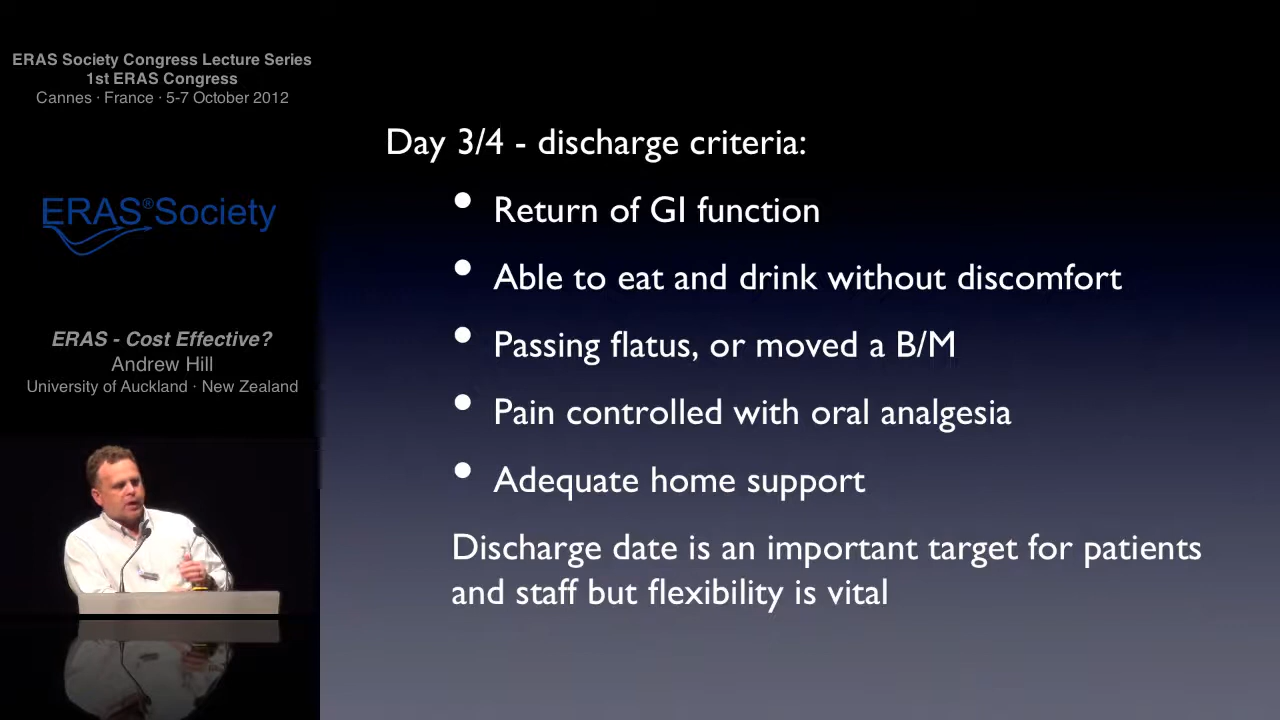 ERAS Society Congress Lecture Series
1st ERAS Congress
Cannes · France · 5-7 October 2012
ERAS®Society
ERAS - Cost Effective?
Andrew Hill
University of Auckland · New Zealand
Day 3/4 - discharge criteria:
• Return of GI function
• Able to eat and drink without discomfort
• Passing flatus, or moved a B/M
• Pain controlled with oral analgesia
• Adequate home support
Discharge date is an important target for patients
and staff but flexibility is vital